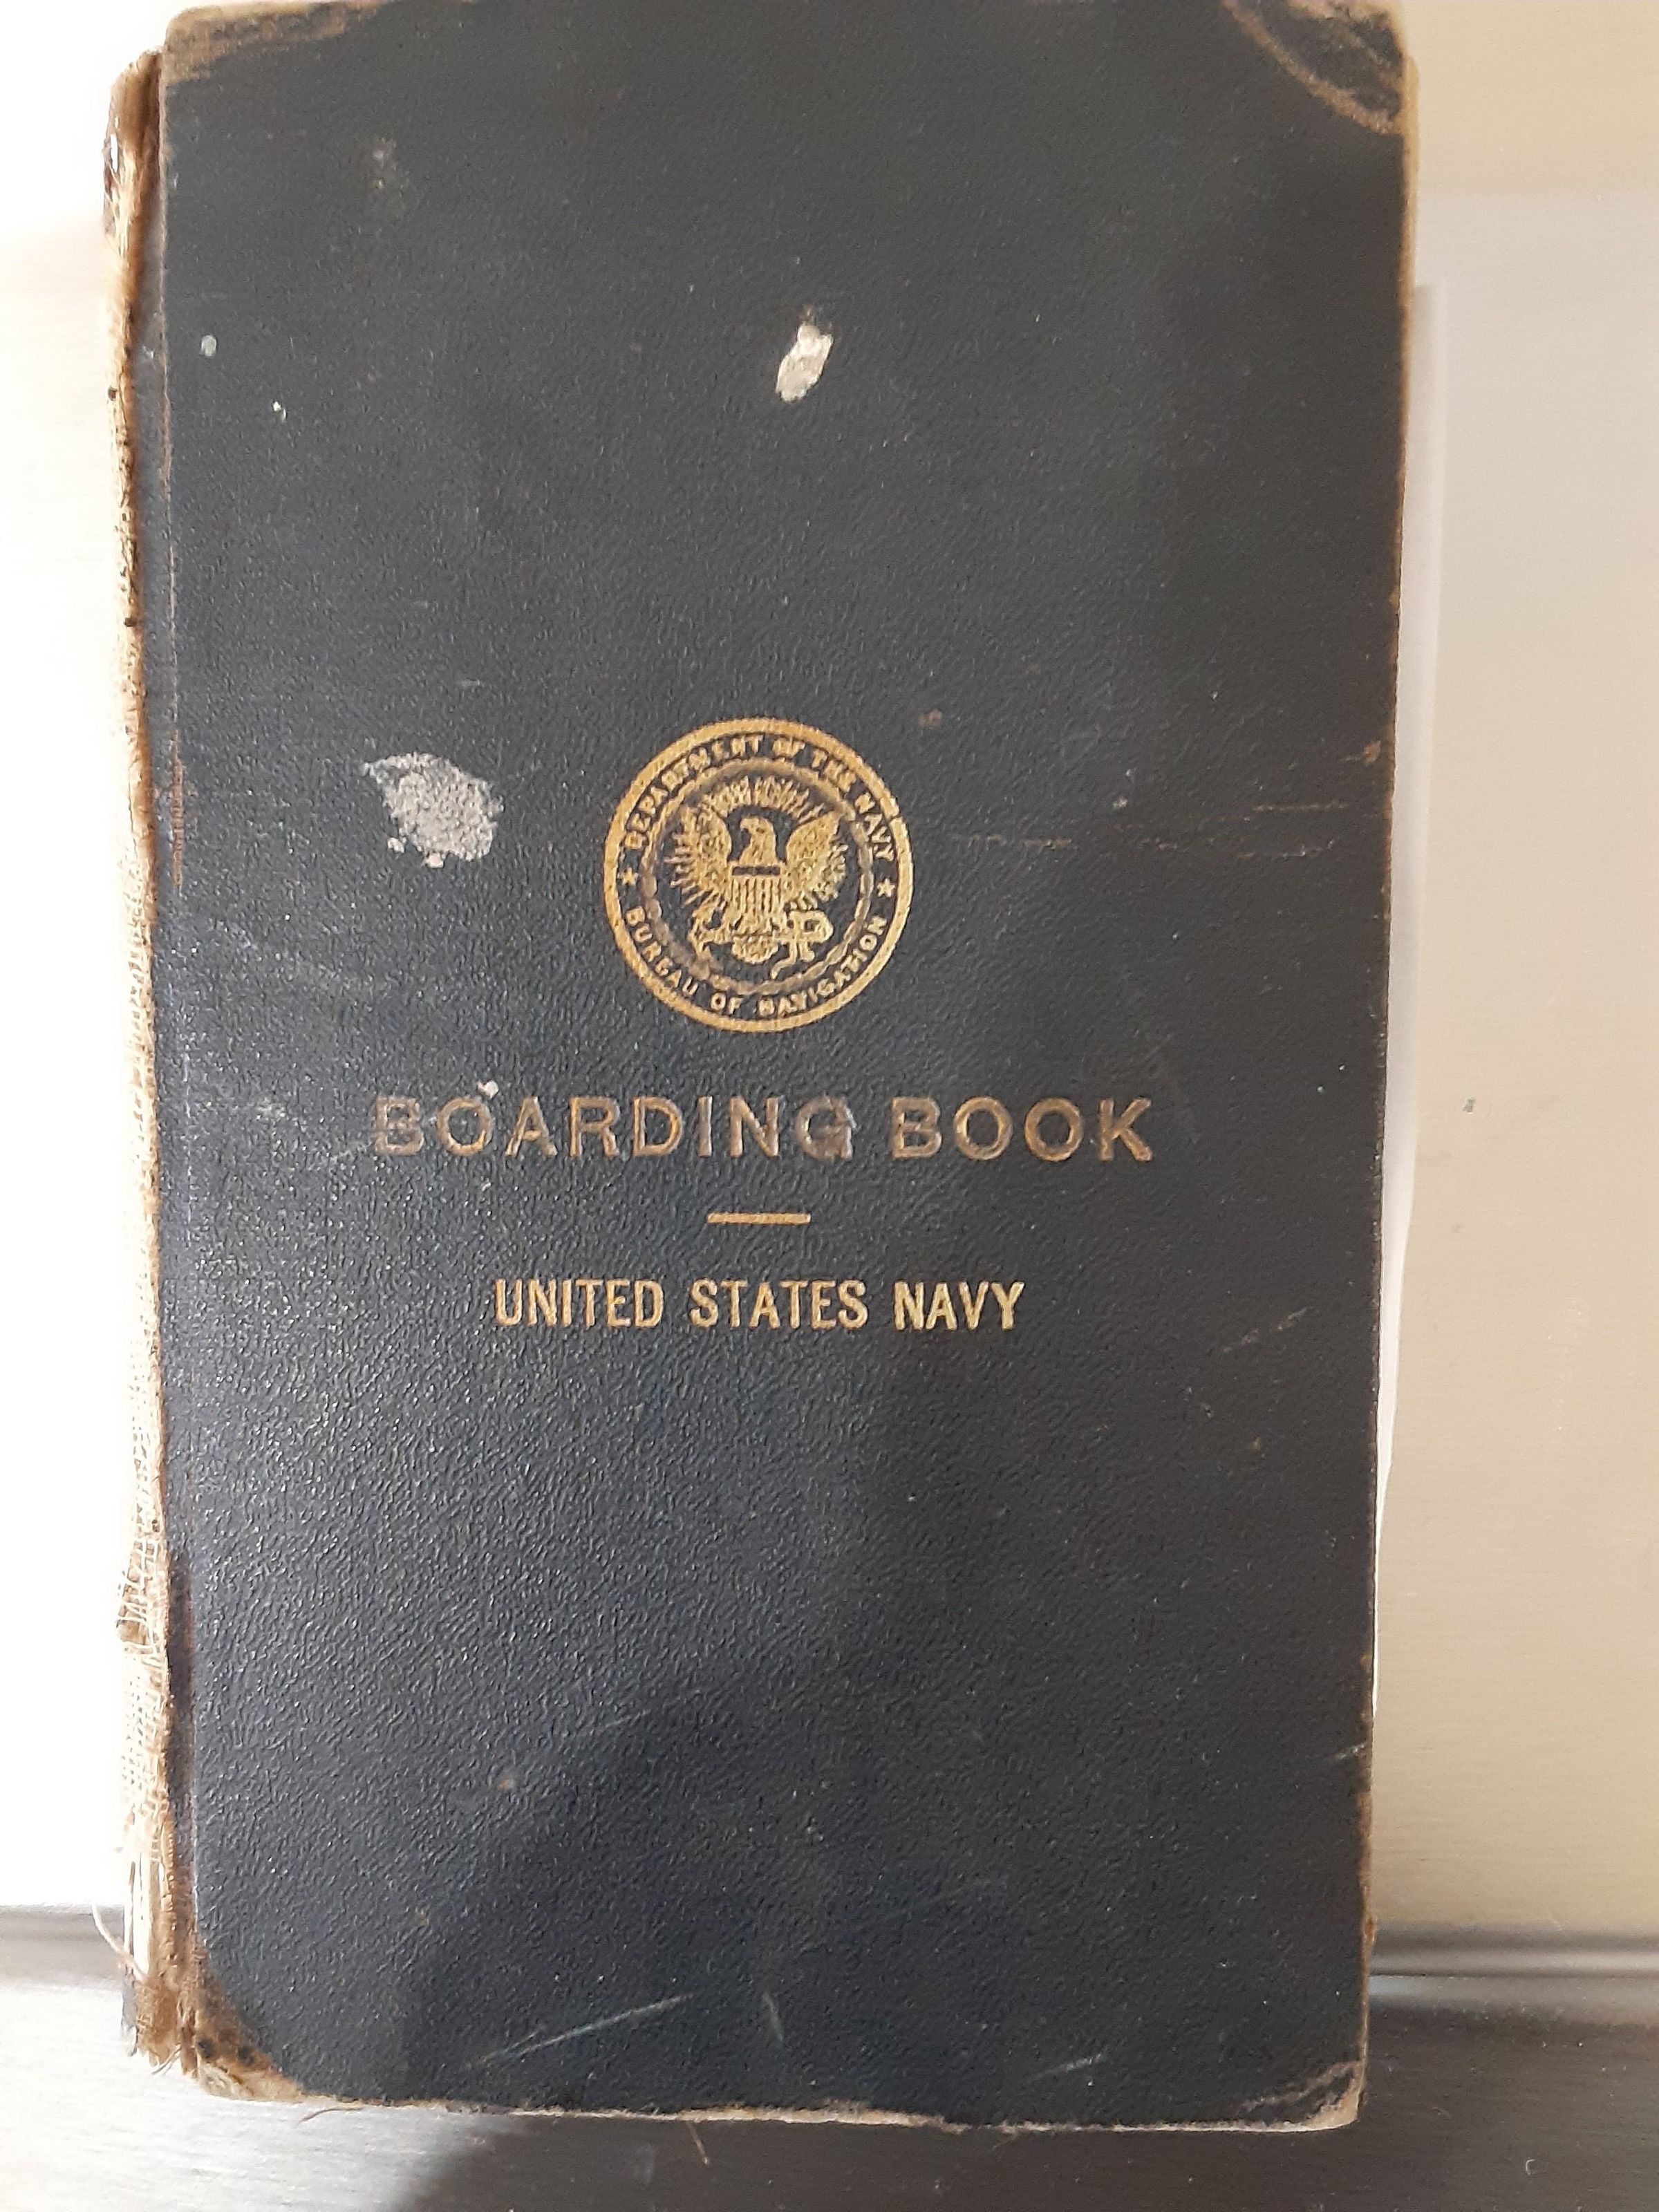 ★ DEPARTMENT OF THE NAVY ★
BUREAU OF NAVIGATION
BOARDING BOOK
UNITED STATES NAVY